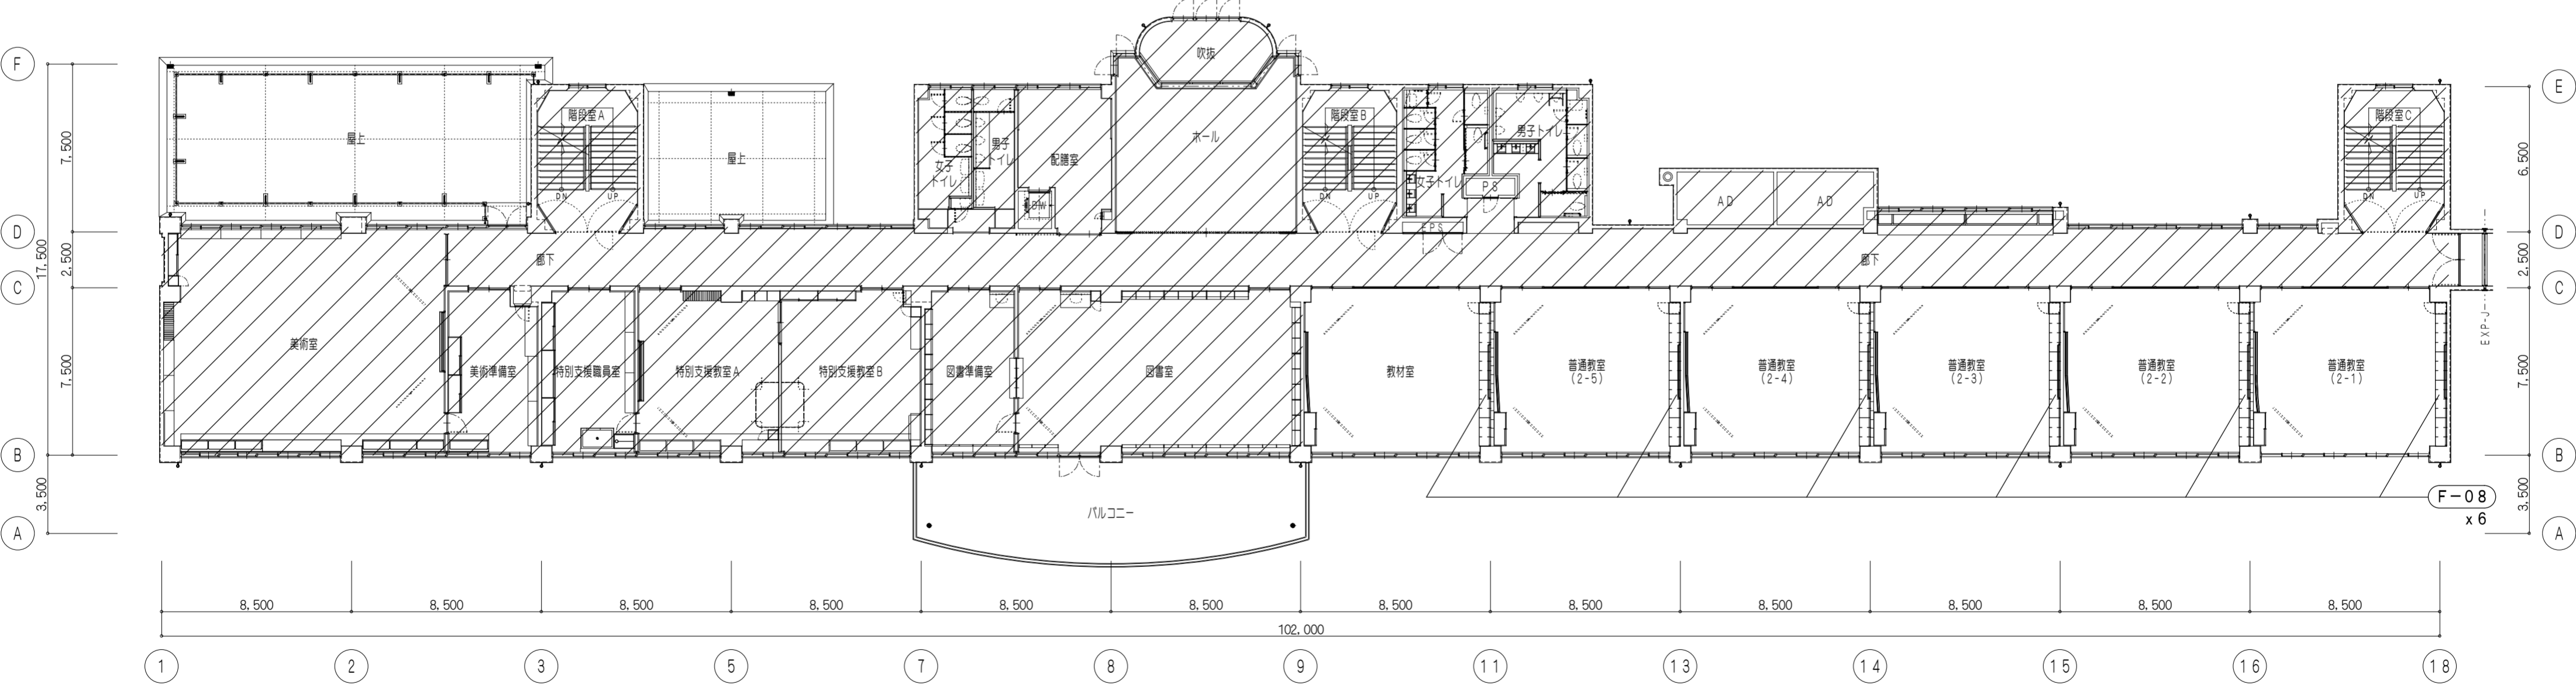 吹抜
F
E
階段室A
階段室B
階段室C
屋上
屋上
女子
トイレ
男子
トイレ
配膳室
DW
ホール
女子トイレ
男子トイレ
PS
EPS
AD
AD
DN
UP
DN
UP
DN
UP
7,500
6,500
D
D
17,500
2,500
廊下
廊下
2,500
C
C
EXP-J
美術室
美術準備室
特別支援職員室
特別支援教室A
特別支援教室B
図書準備室
図書室
教材室
普通教室
(2-5)
普通教室
(2-4)
普通教室
(2-3)
普通教室
(2-2)
普通教室
(2-1)
7,500
7,500
B
B
3,500
3,500
バルコニー
F-08
x6
A
A
8,500
8,500
8,500
8,500
8,500
8,500
8,500
8,500
8,500
8,500
8,500
8,500
102,000
1
2
3
5
7
8
9
11
13
14
15
16
18